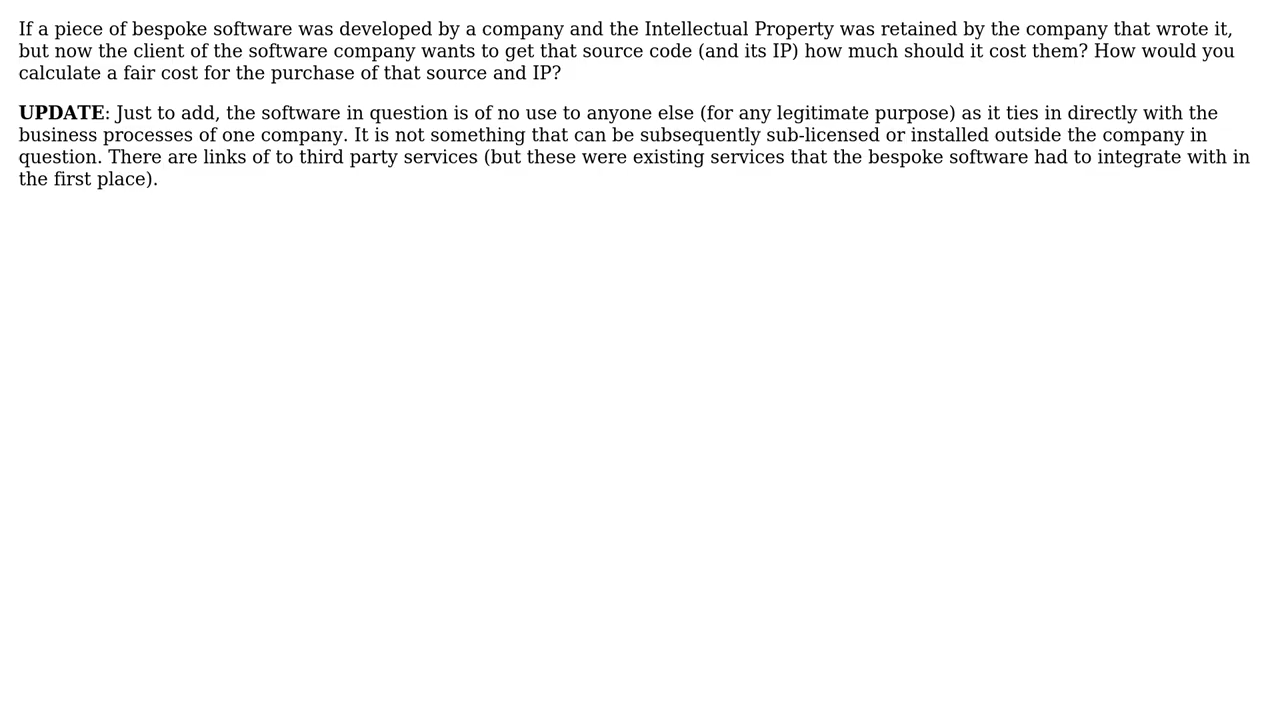 If a piece of bespoke software was developed by a company and the Intellectual Property was retained by the company that wrote it,
but now the client of the software company wants to get that source code (and its IP) how much should it cost them? How would you
calculate a fair cost for the purchase of that source and IP?
UPDATE: Just to add, the software in question is of no use to anyone else (for any legitimate purpose) as it ties in directly with the
business processes of one company. It is not something that can be subsequently sub-licensed or installed outside the company in
question. There are links of to third party services (but these were existing services that the bespoke software had to integrate with in
the first place).